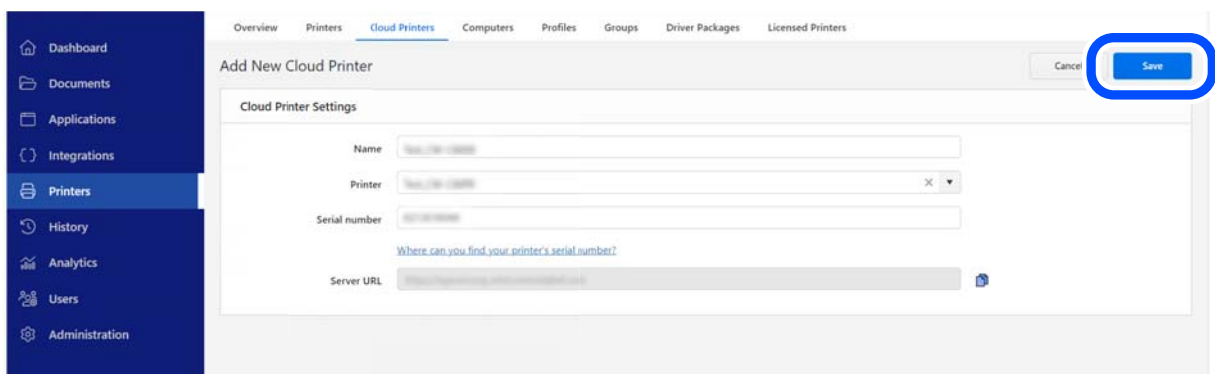 Overview Printers Cloud Printers Computers Profiles Groups Driver Packages Licensed Printers
Dashboard
Documents
Applications
Integrations
Printers
History
Analytics
Users
Administration
Add New Cloud Printer
Cancel Save
Cloud Printer Settings
Name
Printer
Serial number
Where can you find your printer's serial number?
Server URL